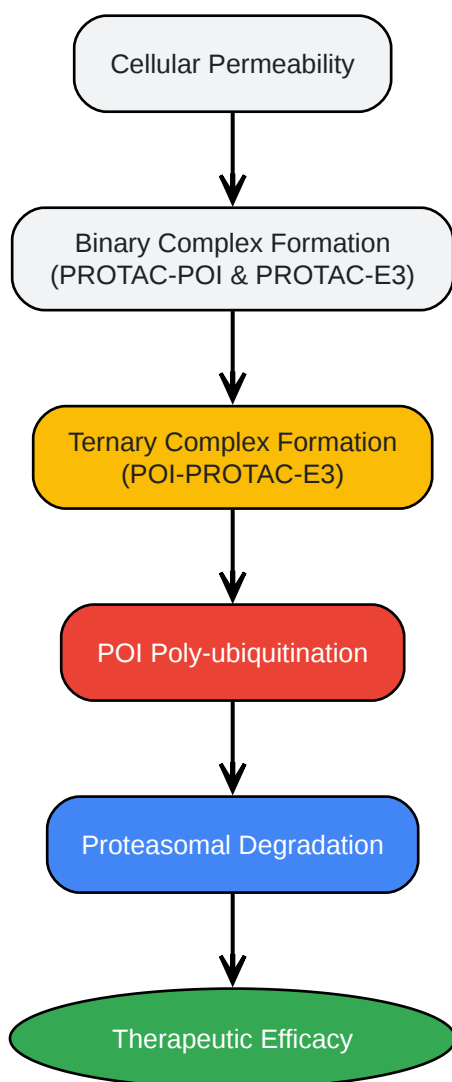 Cellular Permeability
Binary Complex Formation
(PROTAC-POI & PROTAC-E3)
Ternary Complex Formation
(POI-PROTAC-E3)
POI Poly-ubiquitination
Proteasomal Degradation
Therapeutic Efficacy